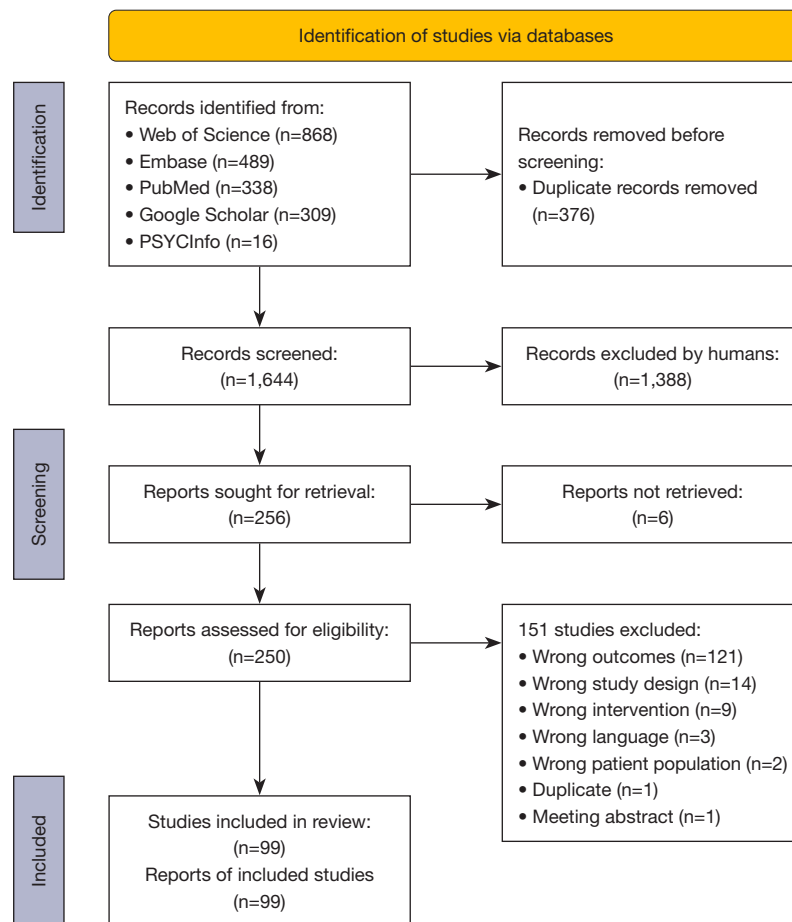 Identification of studies via databases
Identification
Records identified from:
• Web of Science (n=868)
• Embase (n=489)
• PubMed (n=338)
• Google Scholar (n=309)
• PSYCInfo (n=16)
Records removed before
screening:
• Duplicate records removed
(n=376)
Screening
Records screened:
(n=1,644)
Records excluded by humans:
(n=1,388)
Reports sought for retrieval:
(n=256)
Reports not retrieved:
(n=6)
Reports assessed for eligibility:
(n=250)
151 studies excluded:
• Wrong outcomes (n=121)
• Wrong study design (n=14)
• Wrong intervention (n=9)
• Wrong language (n=3)
• Wrong patient population (n=2)
• Duplicate (n=1)
• Meeting abstract (n=1)
Included
Studies included in review:
(n=99)
Reports of included studies
(n=99)